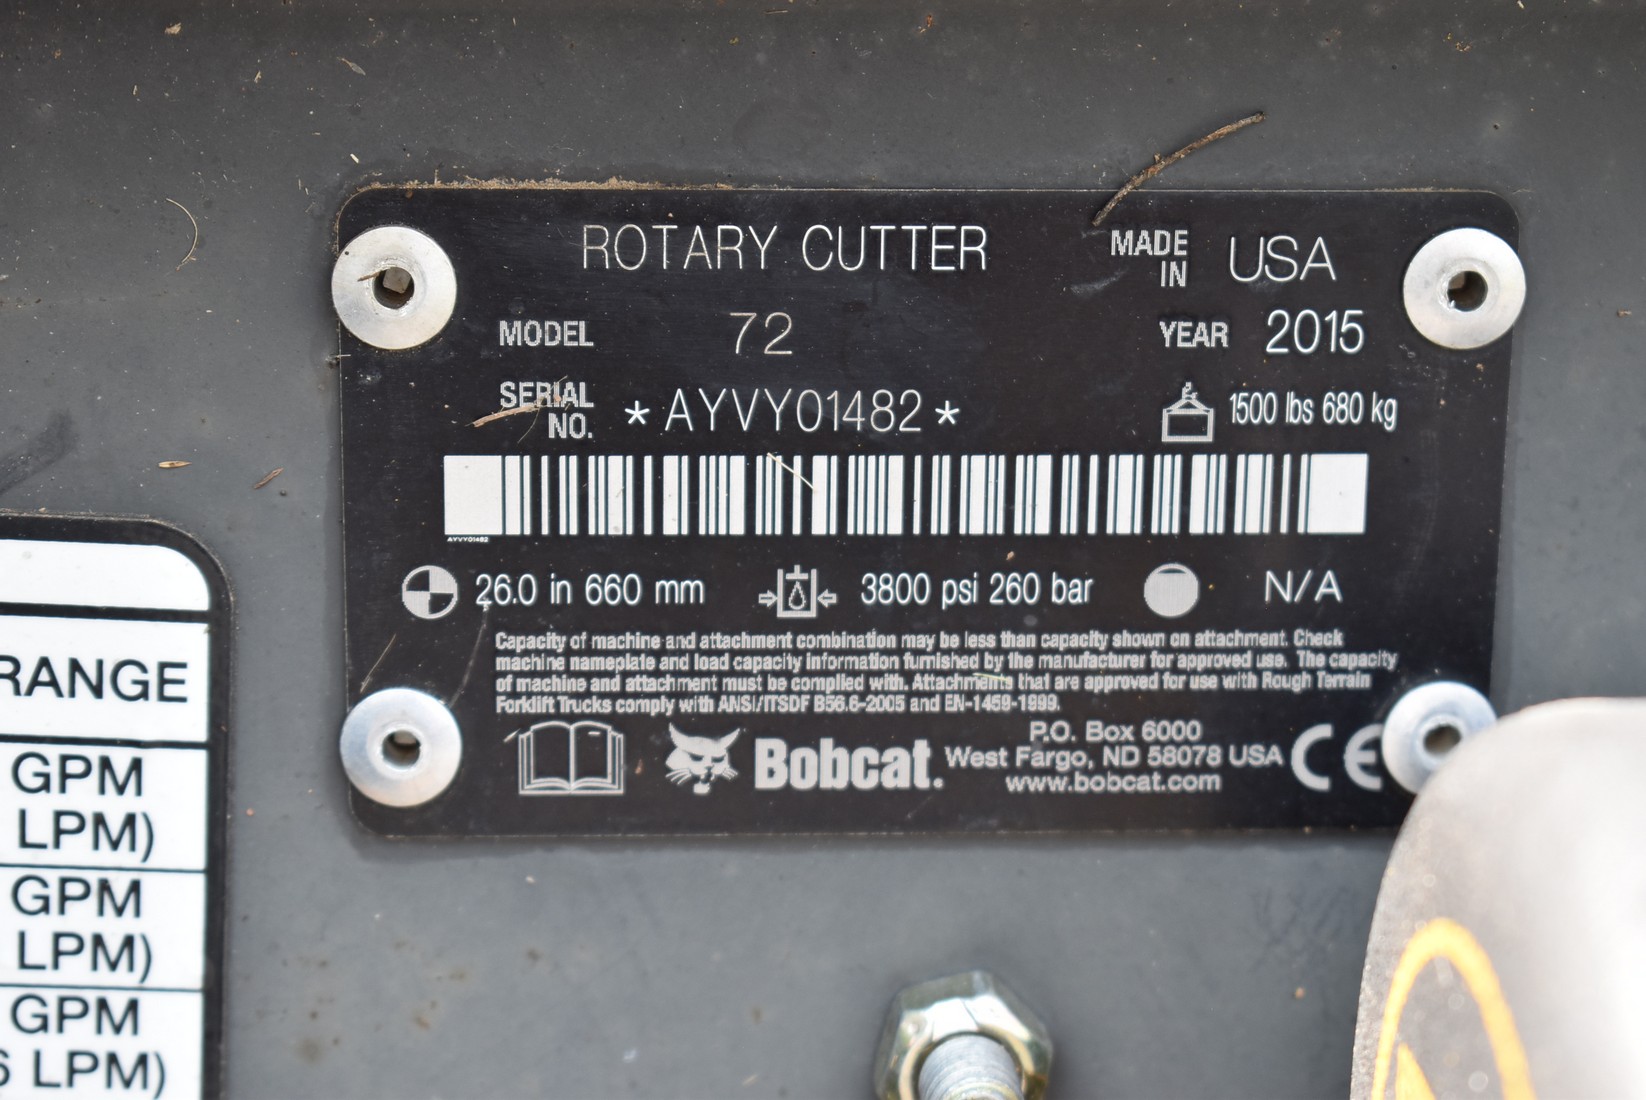 ROTARY CUTTER
MADE IN USA
MODEL 72
YEAR 2015
SERIAL NO. *AYVY01482*
1500 lbs 680 kg
AYVY01482
26.0 in 660 mm
3800 psi 260 bar
N/A
Capacity of machine and attachment combination may be less than capacity shown on attachment. Check
machine nameplate and load capacity information furnished by the manufacturer for approved use. The capacity
of machine and attachment must be complied with. Attachments that are approved for use with Rough Terrain
Forklift Trucks comply with ANSI/ITSDF B56.6-2005 and EN-1459-1999.
Bobcat.
P.O. Box 6000
West Fargo, ND 58078 USA
www.bobcat.com
CE
RANGE
GPM
LPM)
GPM
LPM)
GPM
6 LPM)